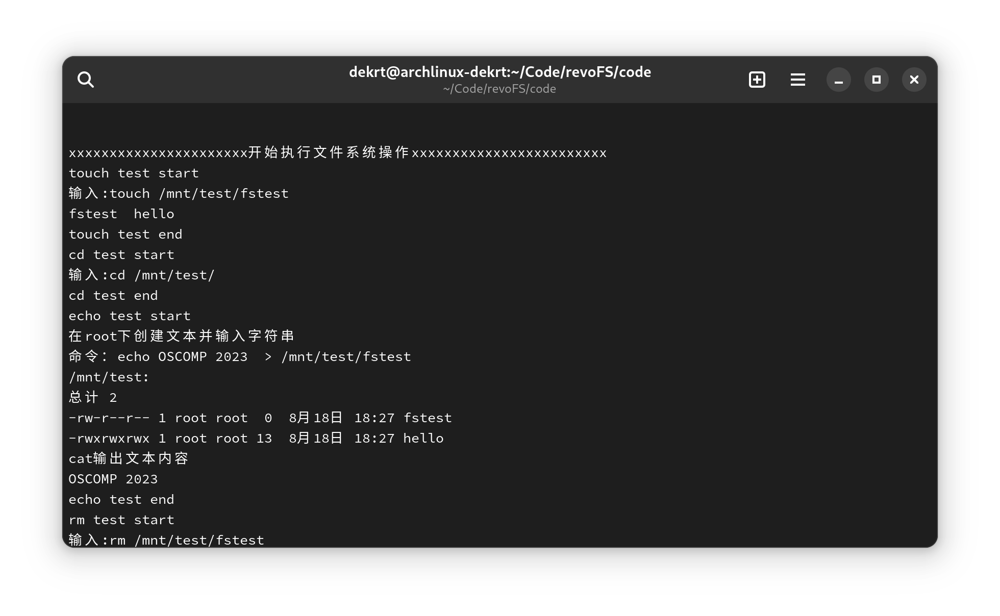 dekrt@archlinux-dekrt:~/Code/revoFS/code
~/Code/revoFS/code
xxxxxxxxxxxxxxxxxxxxxx开始执行文件系统操作xxxxxxxxxxxxxxxxxxxxxxxx
touch test start
输入:touch /mnt/test/fstest
fstest  hello
touch test end
cd test start
输入:cd /mnt/test/
cd test end
echo test start
在root下创建文本并输入字符串
命令：echo OSCOMP 2023  > /mnt/test/fstest
/mnt/test:
总计 2
-rw-r--r-- 1 root root  0  8月18日 18:27 fstest
-rwxrwxrwx 1 root root 13  8月18日 18:27 hello
cat输出文本内容
OSCOMP 2023
echo test end
rm test start
输入:rm /mnt/test/fstest